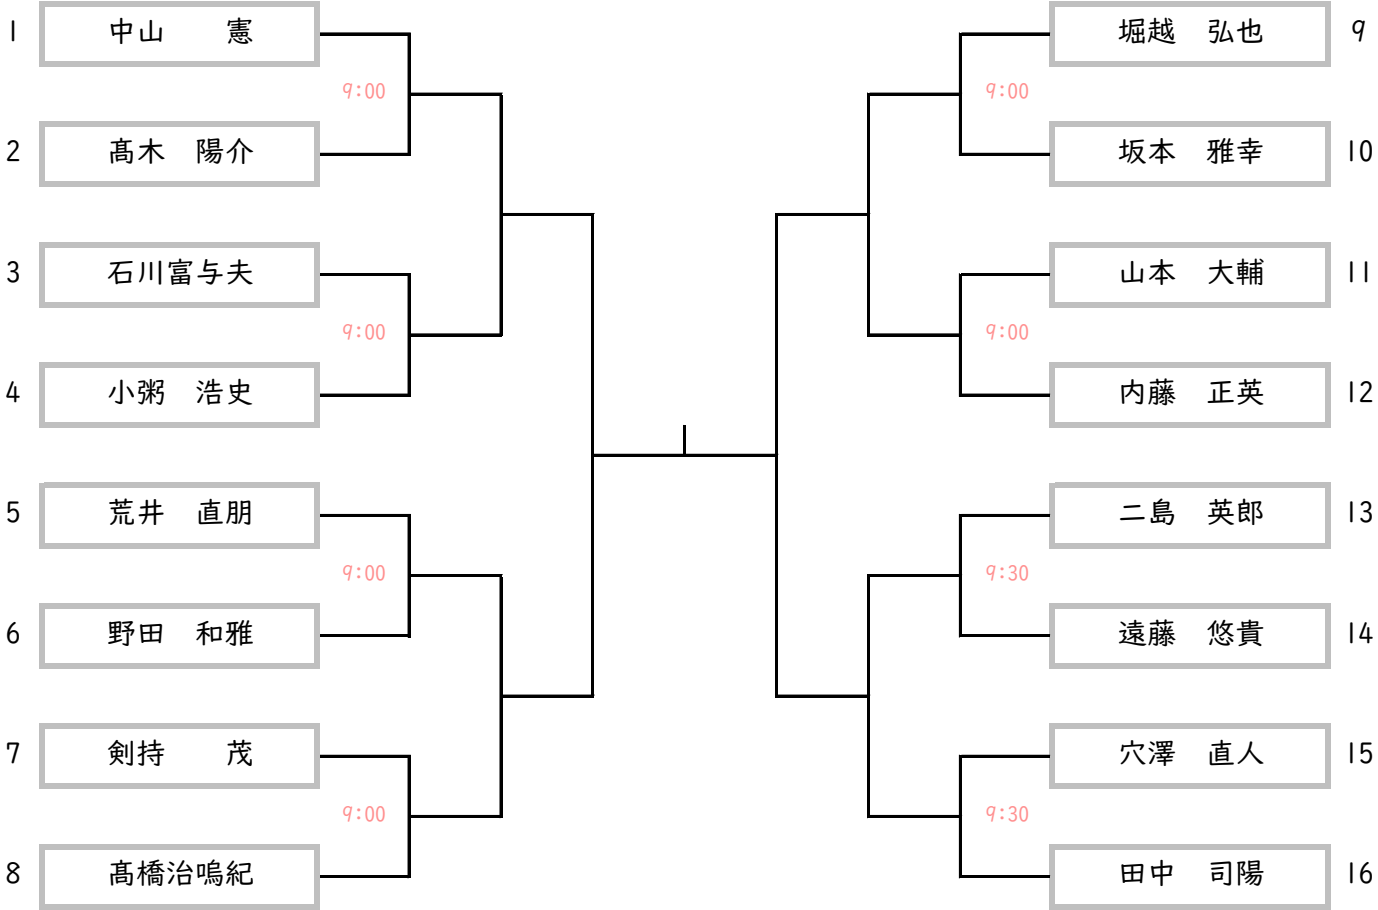 1 中山　　憲
9:00
2 髙木　陽介
3 石川富与夫
9:00
4 小粥　浩史
5 荒井　直朋
9:00
6 野田　和雅
7 剣持　　茂
9:00
8 髙橋治嗚紀
堀越　弘也 9
9:00
坂本　雅幸 10
山本　大輔 11
9:00
内藤　正英 12
二島　英郎 13
9:30
遠藤　悠貴 14
穴澤　直人 15
9:30
田中　司陽 16